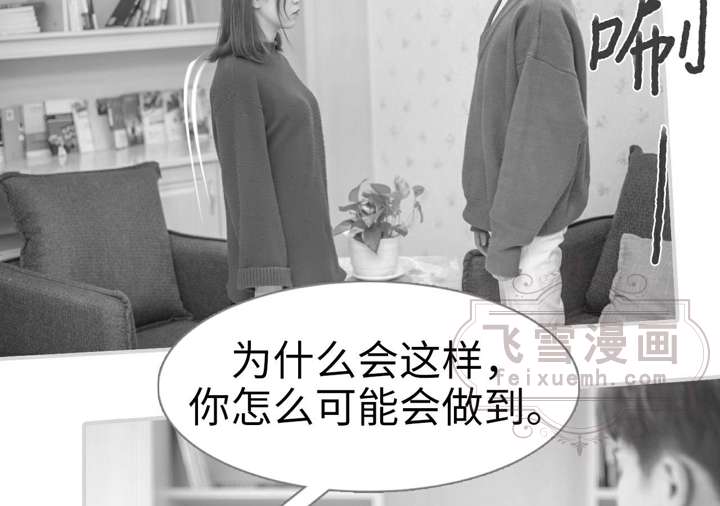 唰
为什么会这样，
你怎么可能会做到。
飞雪漫画
feixuemh.com